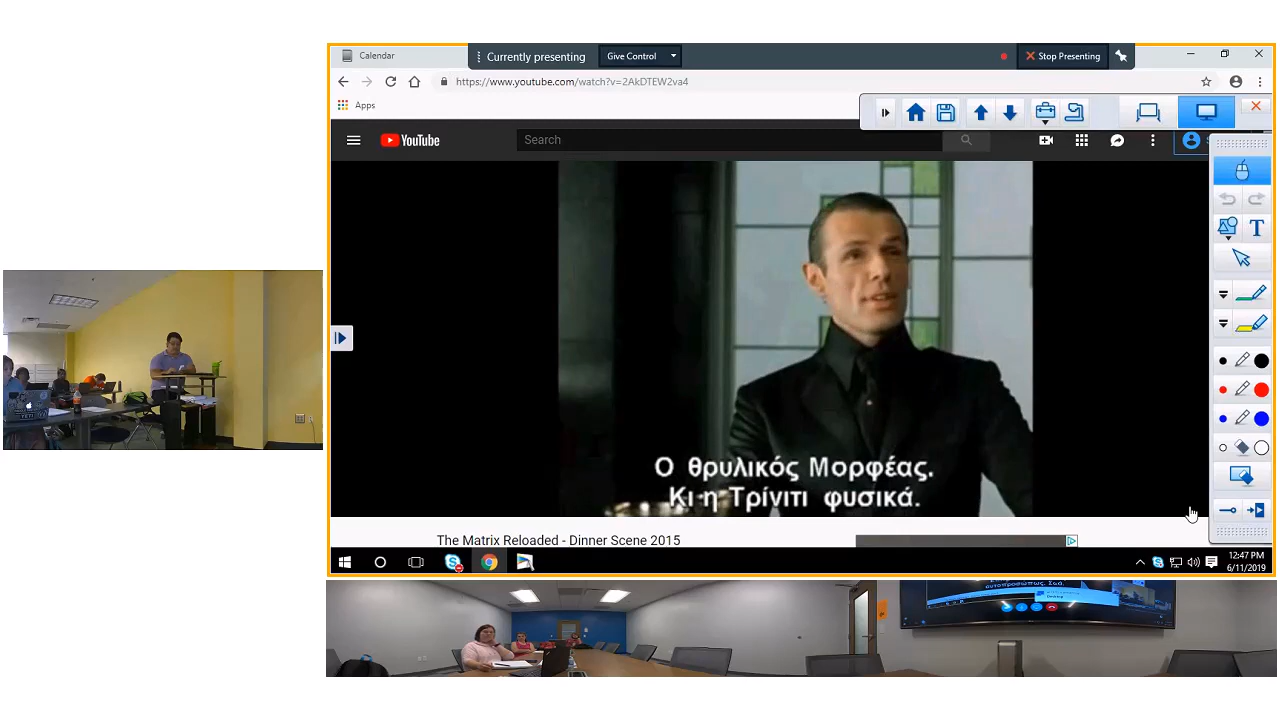 Calendar
Currently presenting
Give Control
Stop Presenting
https://www.youtube.com/watch?v=2AkDTEW2va4
Apps
YouTube
Search
T
Ο θρυλικός Μορφέας.
Κι η Τρίνιτι φυσικά.
The Matrix Reloaded - Dinner Scene 2015
12:47 PM
6/11/2019